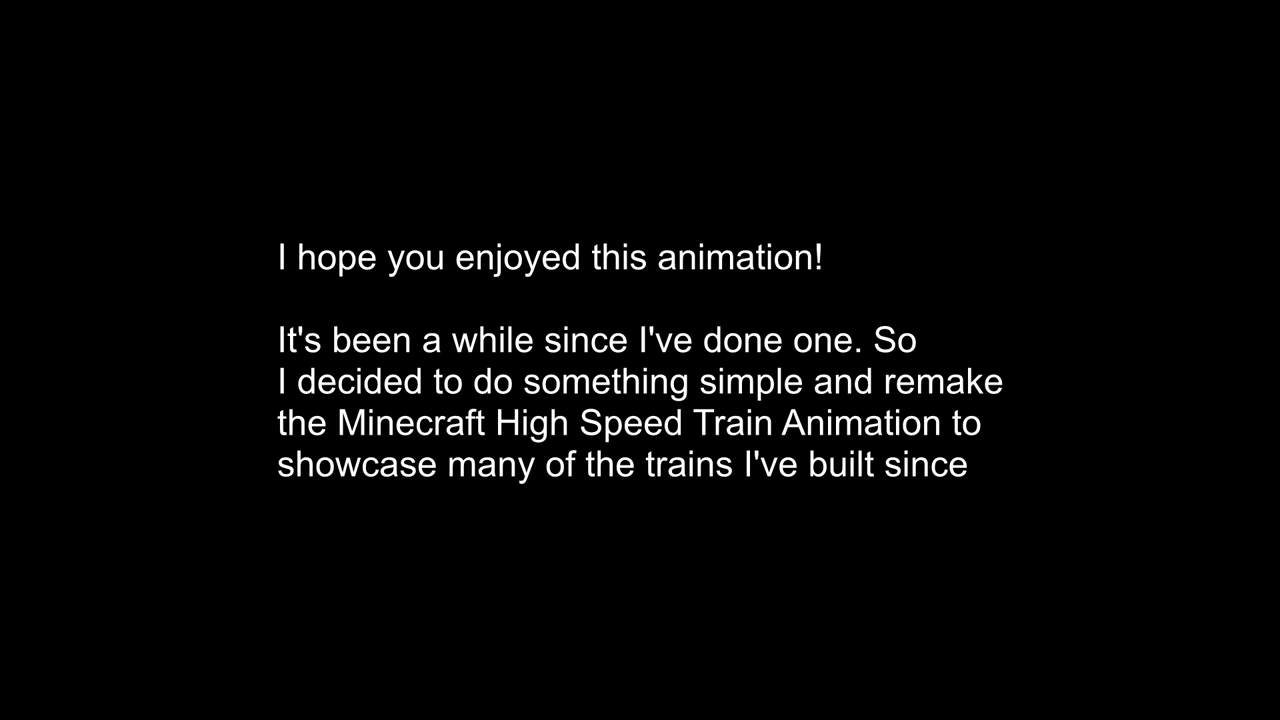 I hope you enjoyed this animation!
It's been a while since I've done one. So
I decided to do something simple and remake
the Minecraft High Speed Train Animation to
showcase many of the trains I've built since